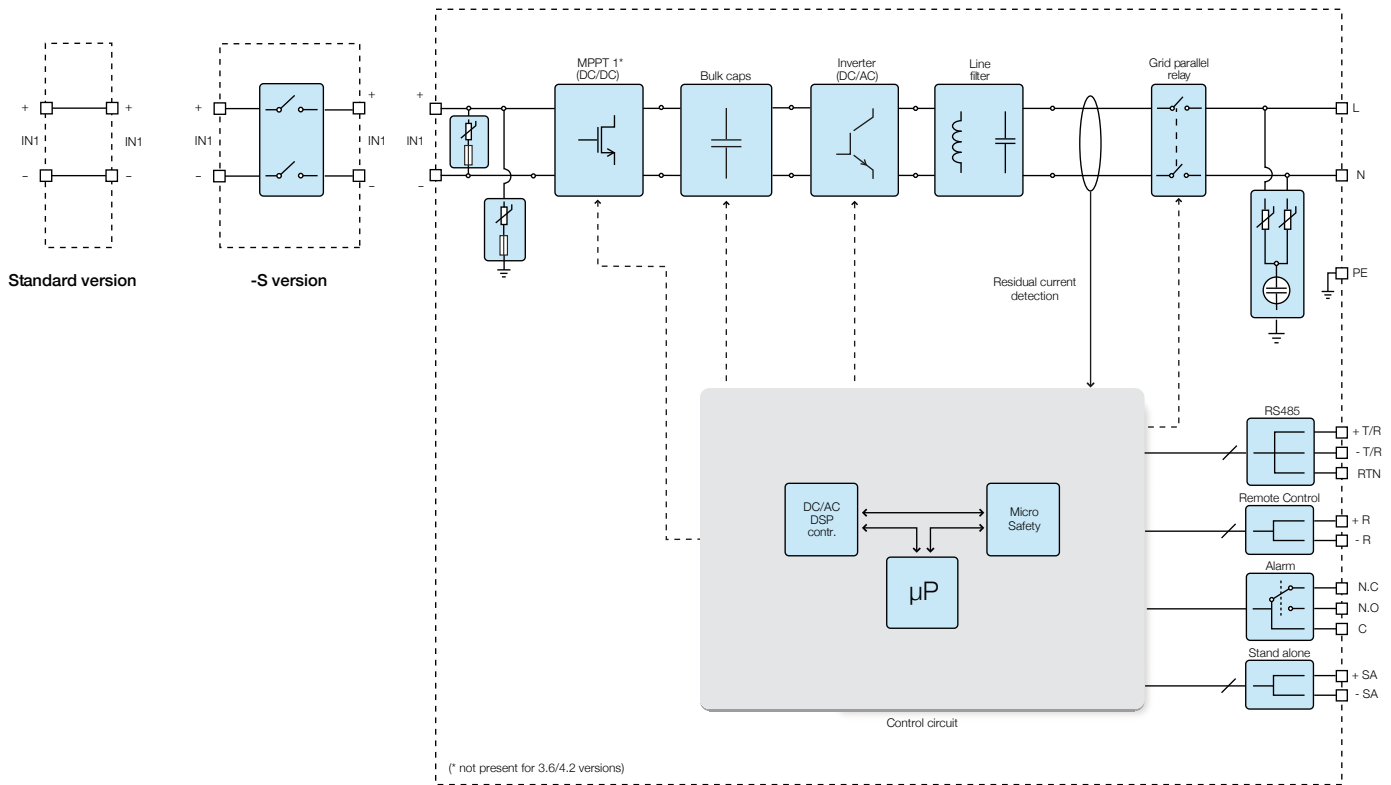 MPPT 1*
(DC/DC)
Bulk caps
Inverter
(DC/AC)
Line
filter
Grid parallel
relay
+
+
IN1
IN1
–
–
Standard version
+
+
IN1
IN1
–
–
-S version
+
IN1
–
L
N
PE
Residual current
detection
RS485
+ T/R
- T/R
RTN
Remote Control
+ R
- R
Alarm
N.C
N.O
C
Stand alone
+ SA
- SA
DC/AC
DSP
contr.
Micro
Safety
µP
Control circuit
(* not present for 3.6/4.2 versions)